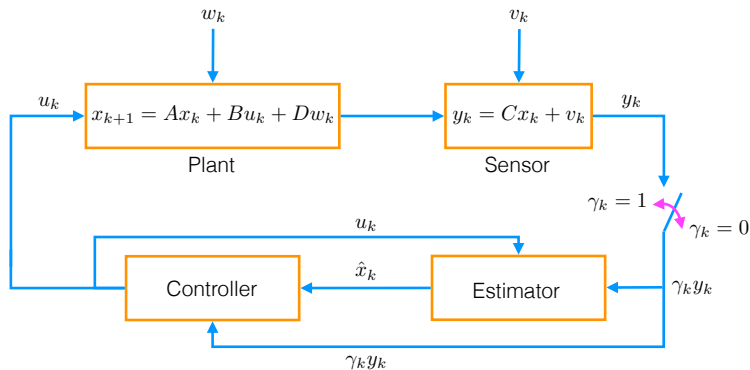 w_k
v_k
u_k
x_{k+1} = Ax_k + Bu_k + Dw_k
y_k = Cx_k + v_k
y_k
Plant
Sensor
γ_k = 1
γ_k = 0
u_k
x̂_k
Controller
Estimator
γ_k y_k
γ_k y_k